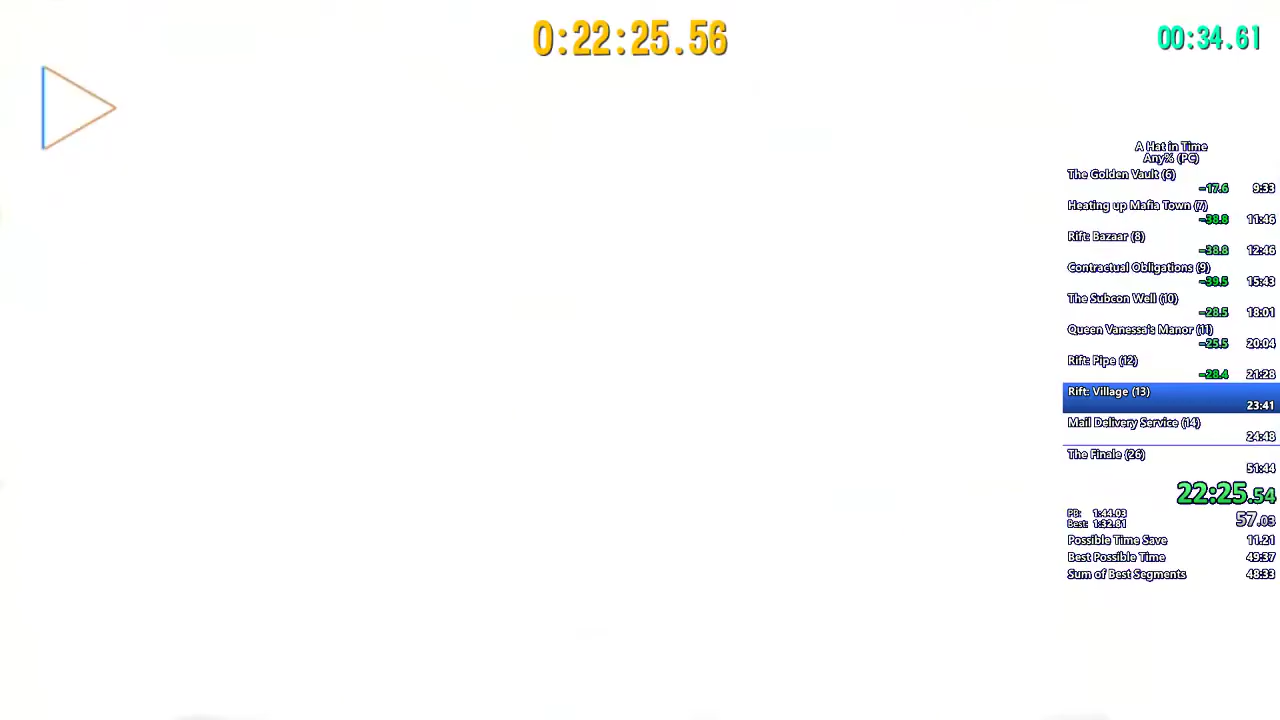 0:22:25.56
00:34.61
A Hat in Time
Any% (PC)
The Golden Vault (6)
-17.6 9:33
Heating up Mafia Town (7)
-38.8 11:46
Rift: Bazaar (8)
-38.8 12:46
Contractual Obligations (9)
-39.5 15:43
The Subcon Well (10)
-28.5 18:01
Queen Vanessa's Manor (11)
-25.5 20:04
Rift: Pipe (12)
-28.4 21:28
Rift: Village (13)
23:41
Mail Delivery Service (14)
24:48
The Finale (26)
51:44
22:25.54
PB: 1:44.03 57.03
Best: 1:32.81
Possible Time Save 11.21
Best Possible Time 49:37
Sum of Best Segments 48:33